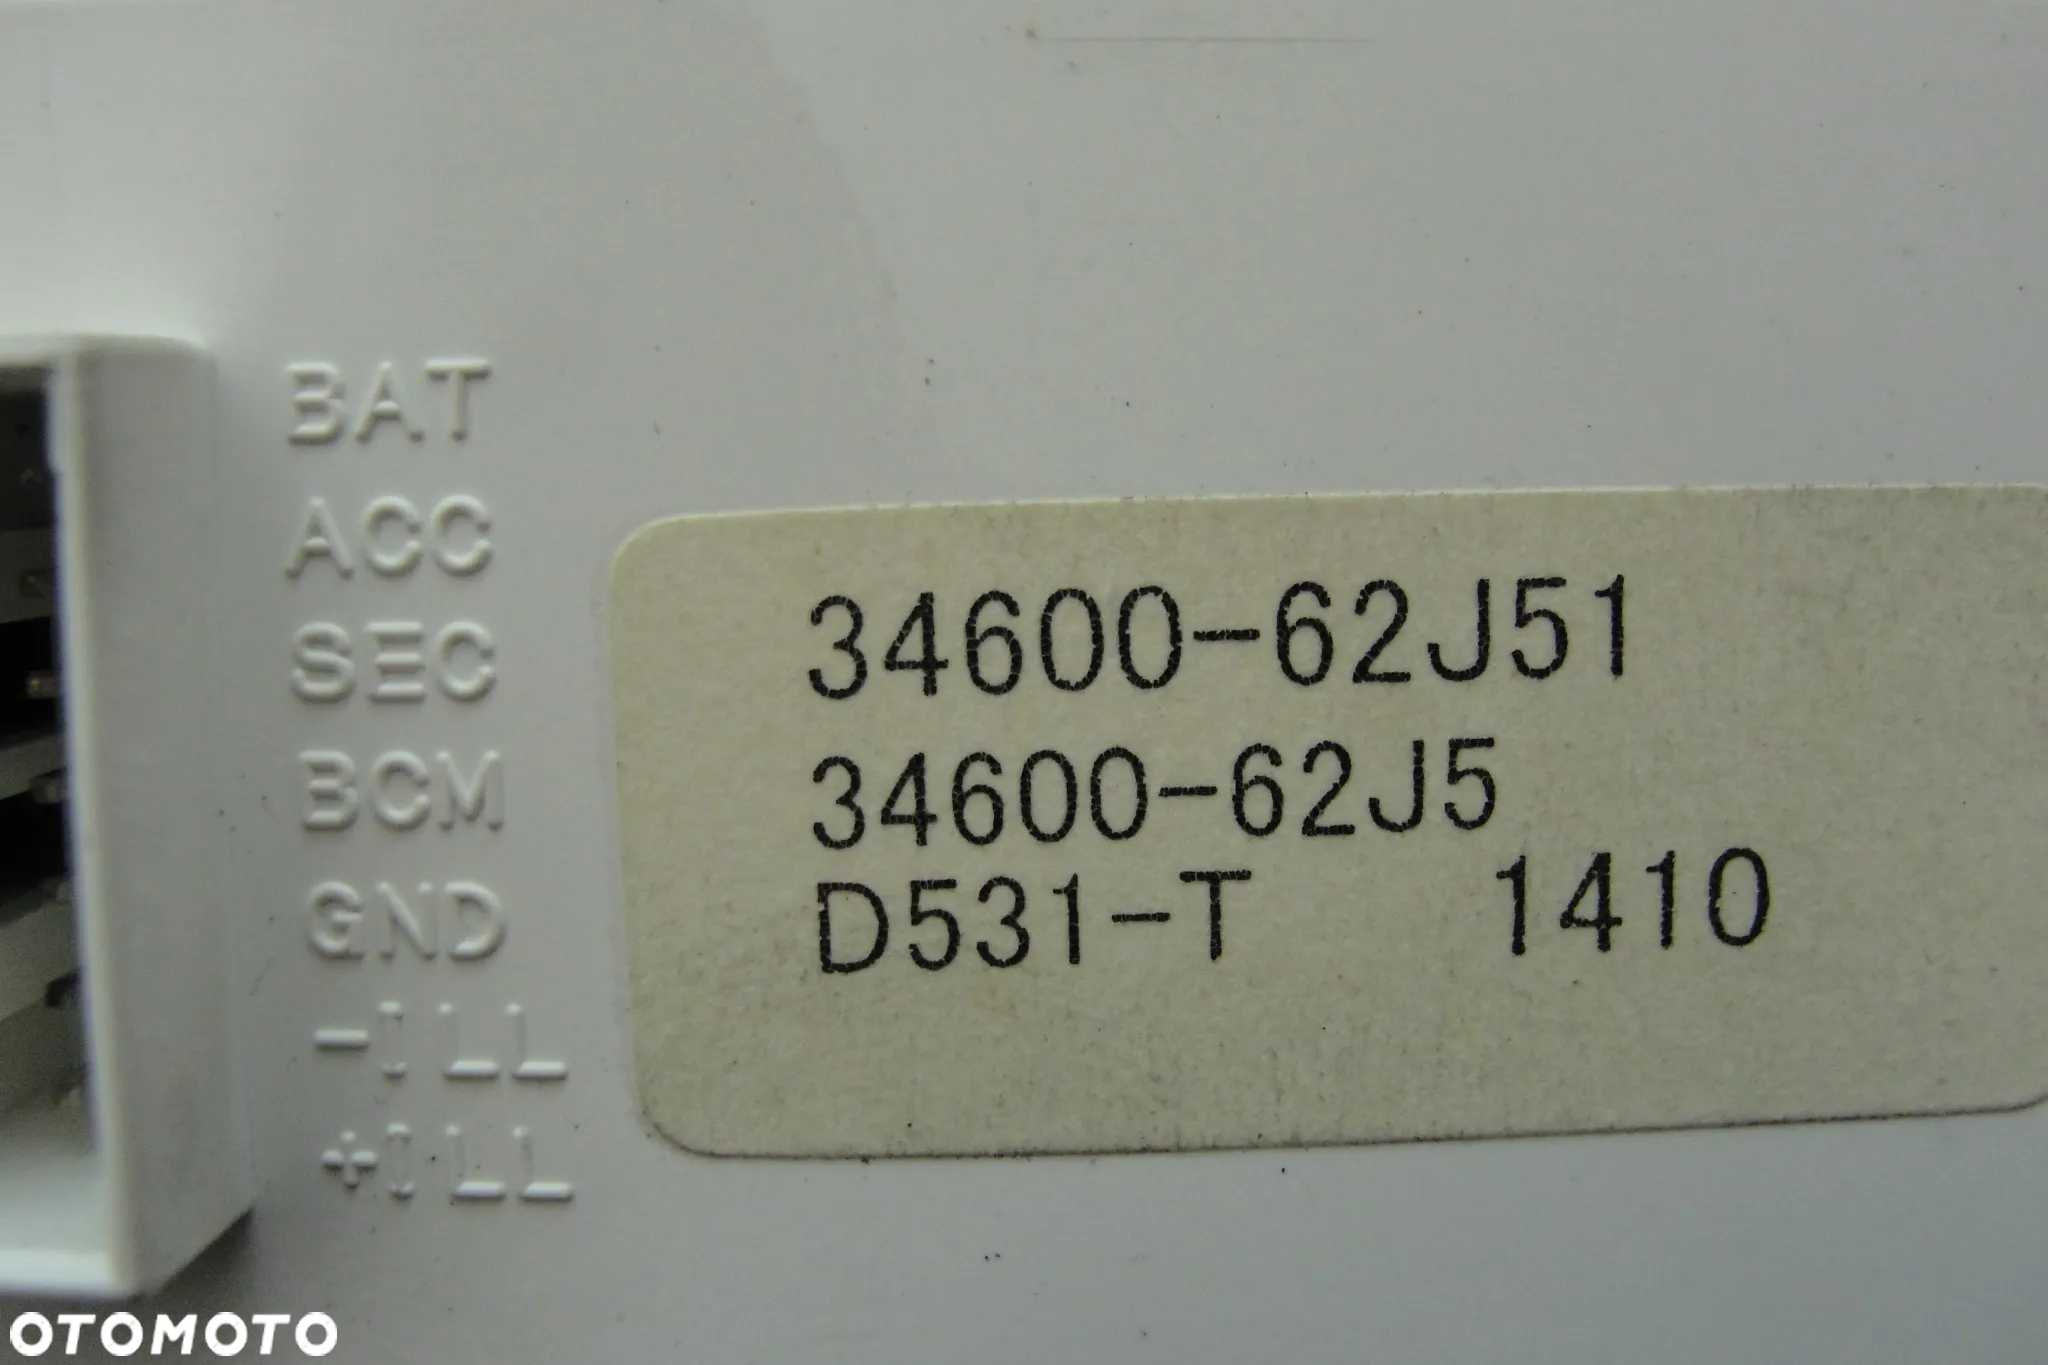 BAT
ACC
SEC
BCM
GND
-ILL
+ILL
34600-62J51
34600-62J5
D531-T 1410
OTOMOTO